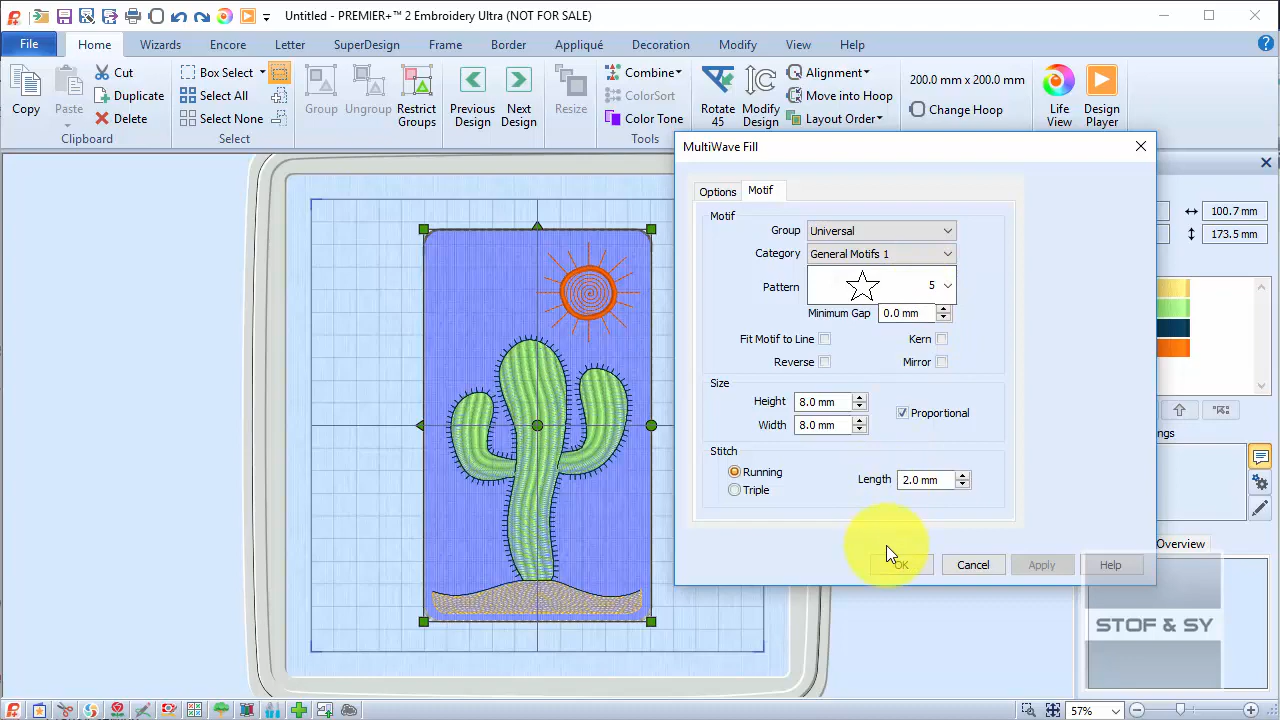 Untitled - PREMIER+™ 2 Embroidery Ultra (NOT FOR SALE)
File Home Wizards Encore Letter SuperDesign Frame Border Appliqué Decoration Modify View Help
Copy
Paste
Cut
Duplicate
Delete
Clipboard
Box Select
Select All
Select None
Select
Group
Ungroup
Restrict Groups
Previous Design
Next Design
Resize
Combine
ColorSort
Color Tone
Tools
Rotate 45
Modify Design
Alignment
Move into Hoop
Layout Order
200.0 mm x 200.0 mm
Change Hoop
Life View
Design Player
MultiWave Fill
Options Motif
Motif
Group Universal
Category General Motifs 1
Pattern 5
Minimum Gap 0.0 mm
Fit Motif to Line Kern
Reverse Mirror
Size
Height 8.0 mm
Width 8.0 mm
Proportional
Stitch
Running
Triple
Length 2.0 mm
OK Cancel Apply Help
100.7 mm
173.5 mm
ngs
Overview
STOF & SY
57%